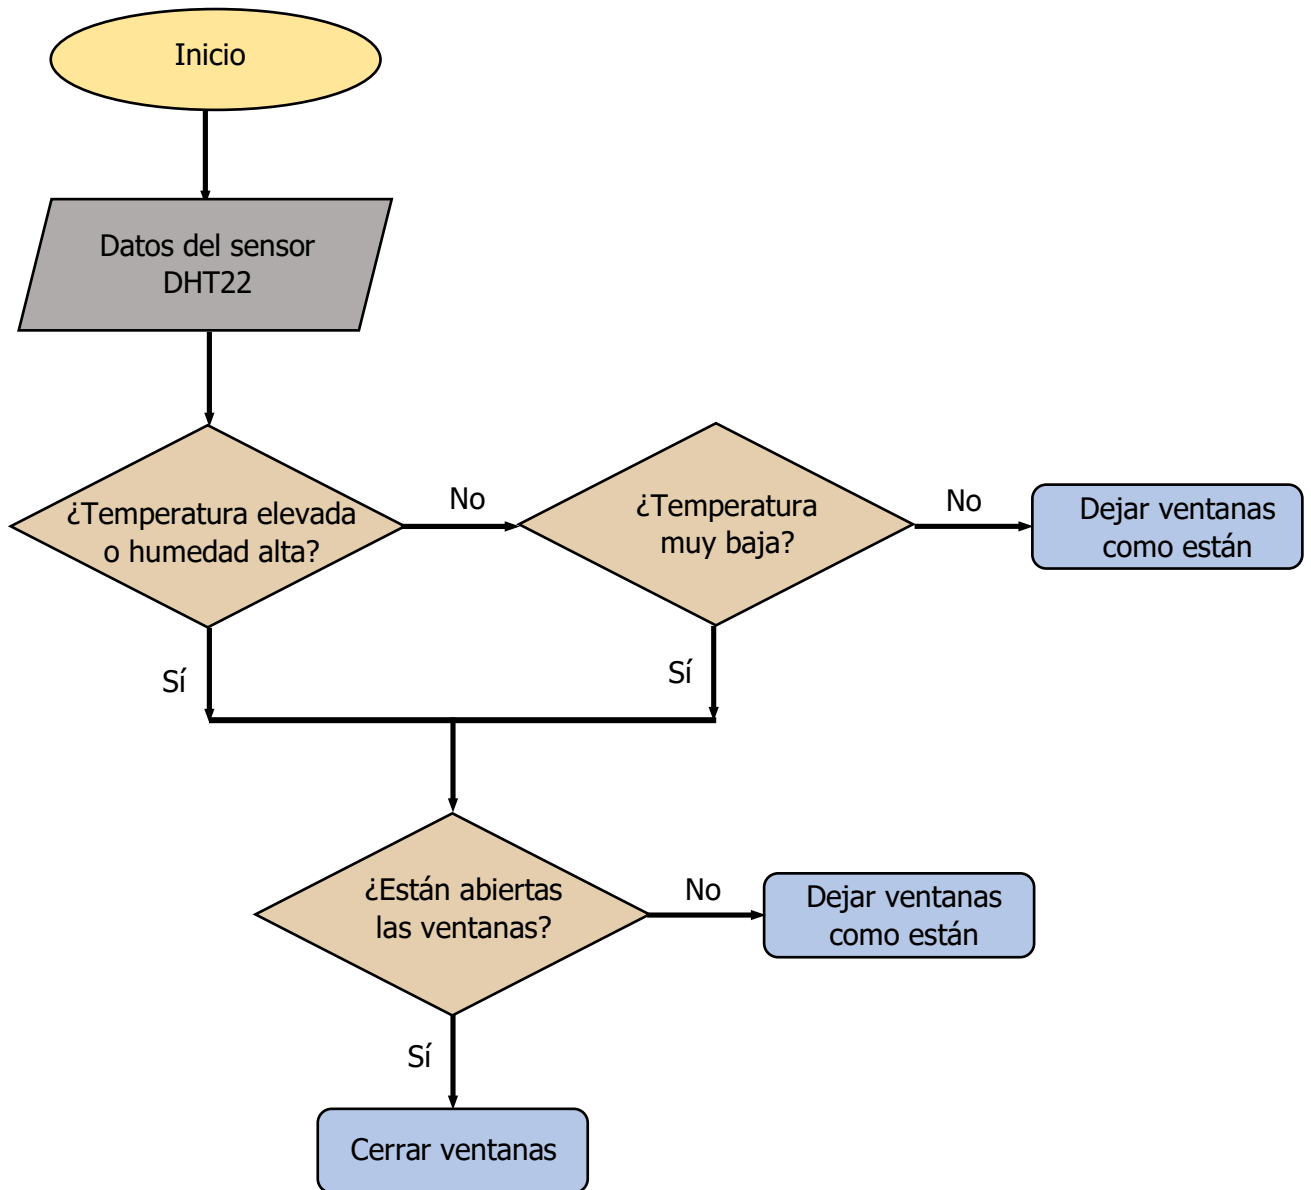 Inicio
Datos del sensor
DHT22
¿Temperatura elevada
o humedad alta?
No
¿Temperatura
muy baja?
No
Dejar ventanas
como están
Sí
Sí
¿Están abiertas
las ventanas?
No
Dejar ventanas
como están
Sí
Cerrar ventanas